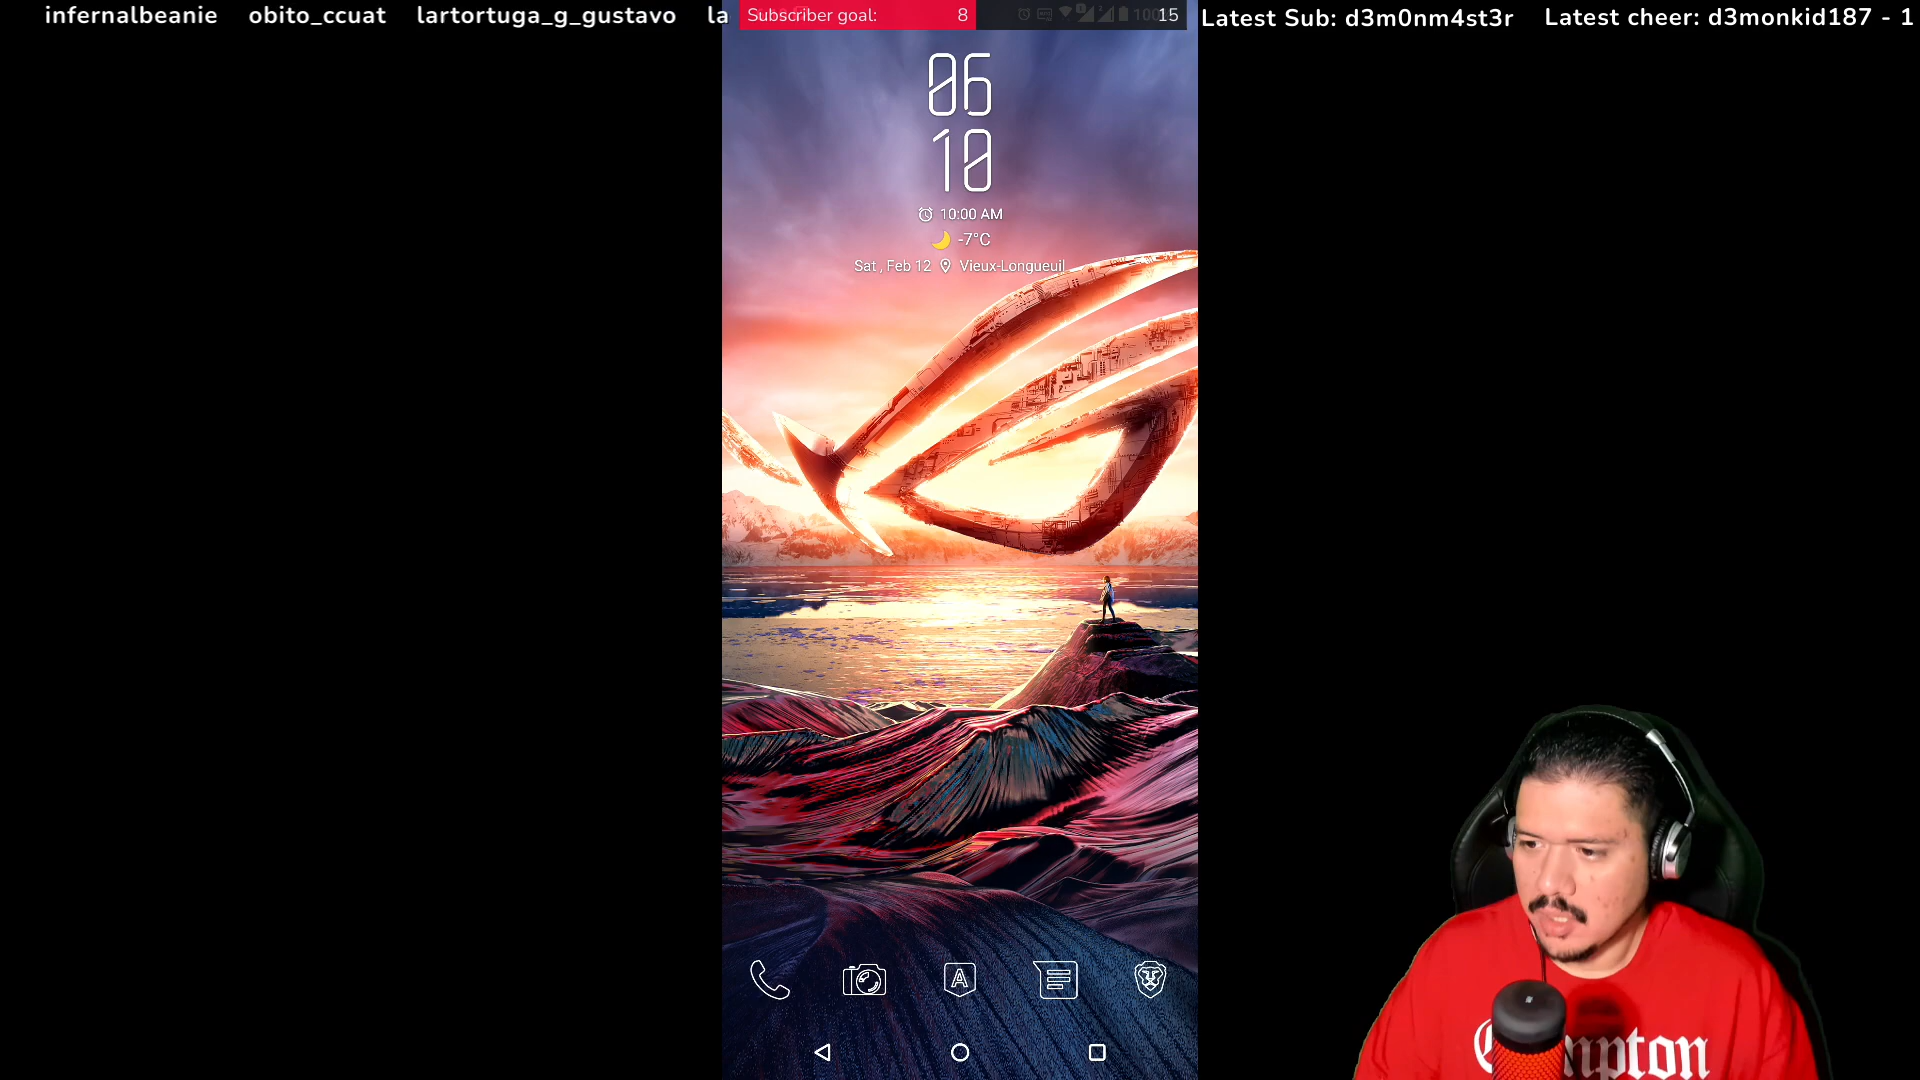 infernalbeanie obito_ccuat lartortuga_g_gustavo la
Subscriber goal: 8 15
100
Latest Sub: d3m0nm4st3r
Latest cheer: d3monkid187 - 1
06
10
10:00 AM
-7°C
Sat , Feb 12 Vieux-Longueuil
A